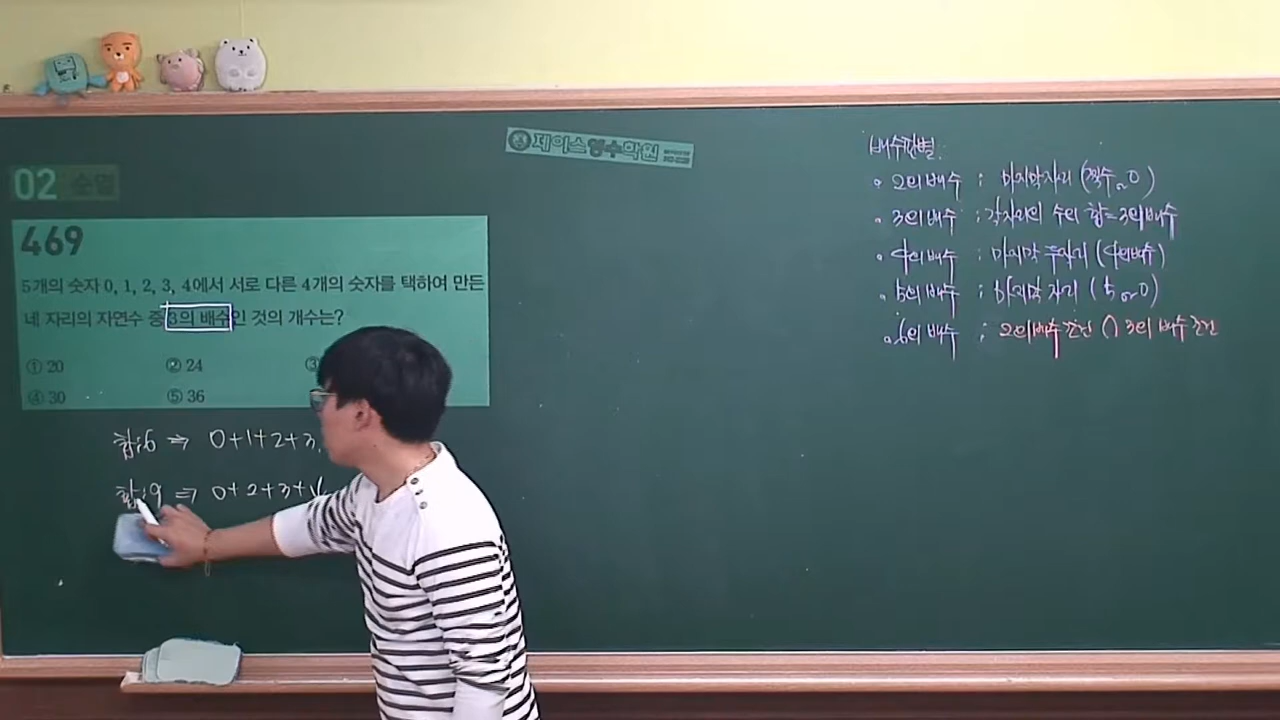 제이스영수학원
02 순열
469
5개의 숫자 0, 1, 2, 3, 4에서 서로 다른 4개의 숫자를 택하여 만든
네 자리의 자연수 중 3의 배수인 것의 개수는?
① 20 ② 24 ③
④ 30 ⑤ 36
합:6 ⇒ 0+1+2+3
합:9 ⇒ 0+2+3+4
배수판별:
2의 배수 : 마지막자리 (짝수 or 0)
3의 배수 : 각자리의 수의 합=3의배수
4의 배수 : 마지막 두자리 (4의배수)
5의 배수 : 마지막 자리 (5 or 0)
6의 배수 : 2의배수 조건 ∩ 3의 배수 조건